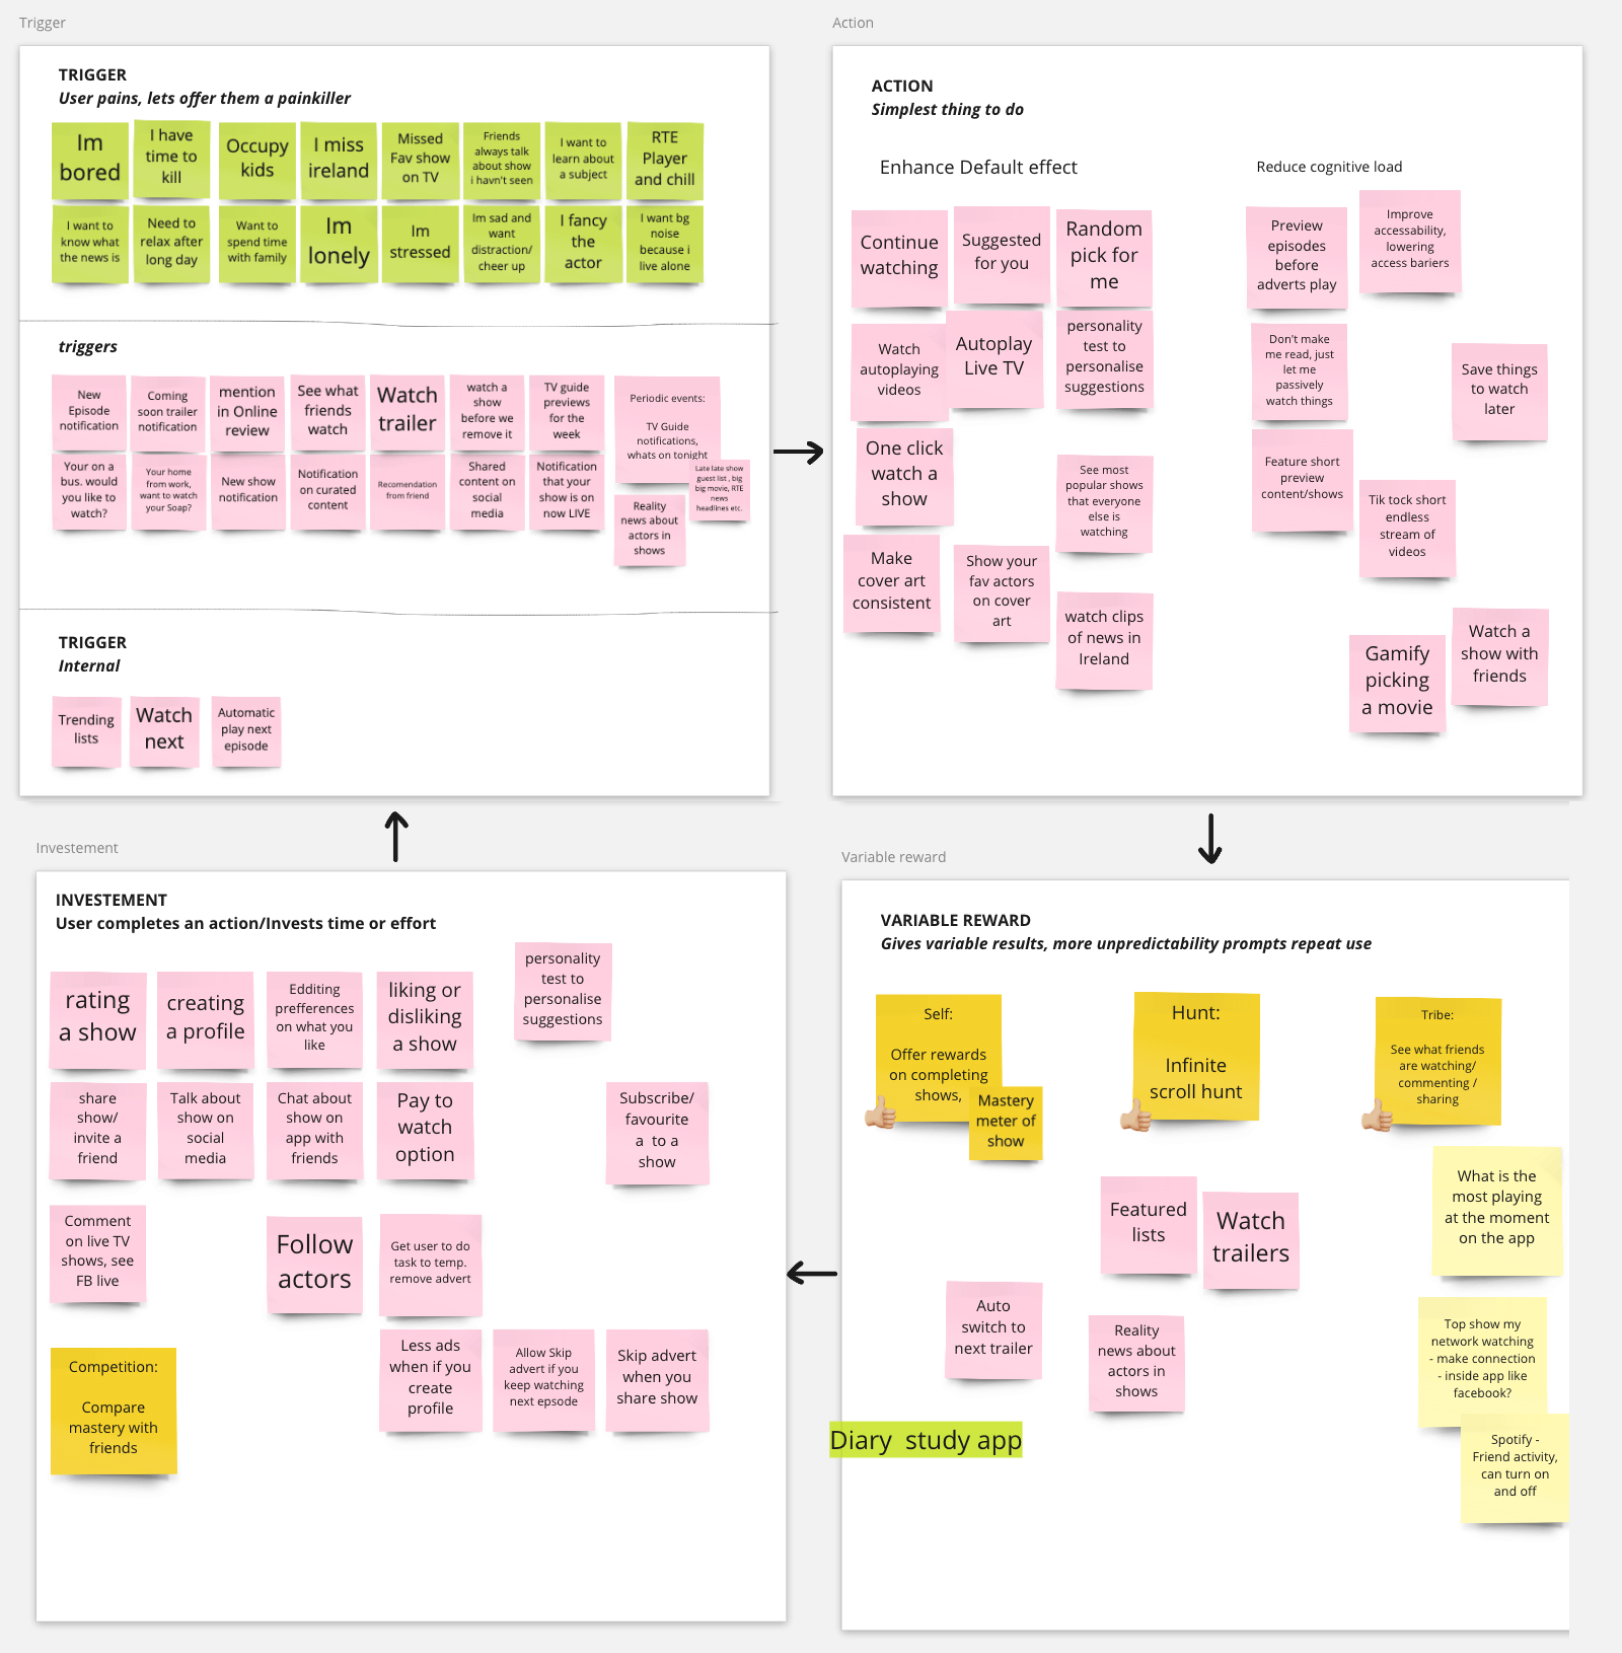 Trigger
TRIGGER
User pains, lets offer them a painkiller
Im
bored
I have
time to
kill
Occupy
kids
I miss
ireland
Missed
Fav show
on TV
Friends
always talk
about show
i havn't seen
I want to
learn about
a subject
RTE
Player
and chill
I want to
know what
the news is
Need to
relax after
long day
Want to
spend time
with family
Im
lonely
Im
stressed
Im sad and
want
distraction/
cheer up
I fancy
the
actor
I want bg
noise
because i
live alone
triggers
New
Episode
notification
Coming
soon trailer
notification
mention
in Online
review
See what
friends
watch
Watch
trailer
watch a
show
before we
remove it
TV guide
previews
for the
week
Periodic events:
TV Guide
notifications,
whats on tonight
Late late show
guest list , big
big movie, RTE
news
headlines etc.
Your on a
bus. would
you like to
watch?
Your home
from work,
want to watch
your Soap?
New show
notification
Notification
on curated
content
Recomendation
from friend
Shared
content on
social
media
Notification
that your
show is on
now LIVE
Reality
news about
actors in
shows
TRIGGER
Internal
Trending
lists
Watch
next
Automatic
play next
episode
Action
ACTION
Simplest thing to do
Enhance Default effect
Continue
watching
Suggested
for you
Random
pick for
me
Watch
autoplaying
videos
Autoplay
Live TV
personality
test to
personalise
suggestions
One click
watch a
show
See most
popular shows
that everyone
else is
watching
Make
cover art
consistent
Show your
fav actors
on cover
art
watch clips
of news in
Ireland
Reduce cognitive load
Preview
episodes
before
adverts play
Improve
accessability,
lowering
access bariers
Don't make
me read, just
let me
passively
watch things
Save things
to watch
later
Feature short
preview
content/shows
Tik tock short
endless
stream of
videos
Gamify
picking
a movie
Watch a
show with
friends
Investement
INVESTEMENT
User completes an action/Invests time or effort
rating
a show
creating
a profile
Edditing
prefferences
on what you
like
liking or
disliking
a show
personality
test to
personalise
suggestions
share
show/
invite a
friend
Talk about
show on
social
media
Chat about
show on
app with
friends
Pay to
watch
option
Subscribe/
favourite
a  to a
show
Comment
on live TV
shows, see
FB live
Follow
actors
Get user to do
task to temp.
remove advert
Competition:
Compare
mastery with
friends
Less ads
when if you
create
profile
Allow Skip
advert if you
keep watching
next epsode
Skip advert
when you
share show
Variable reward
VARIABLE REWARD
Gives variable results, more unpredictability prompts repeat use
Self:
Offer rewards
on completing
shows,
Mastery
meter of
show
Hunt:
Infinite
scroll hunt
Tribe:
See what friends
are watching/
commenting /
sharing
What is the
most playing
at the moment
on the app
Featured
lists
Watch
trailers
Auto
switch to
next trailer
Reality
news about
actors in
shows
Top show my
network watching
- make connection
- inside app like
facebook?
Spotify -
Friend activity,
can turn on
and off
Diary  study app